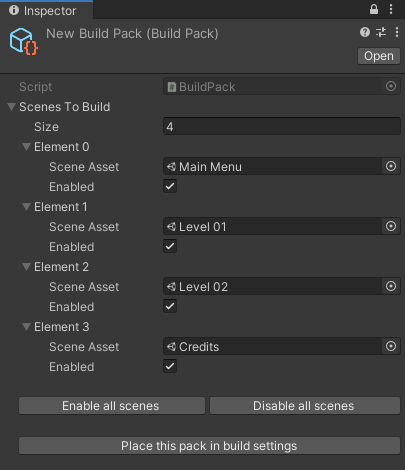 Inspector
New Build Pack (Build Pack)
Open
Script BuildPack
Scenes To Build
Size 4
Element 0
Scene Asset Main Menu
Enabled
Element 1
Scene Asset Level 01
Enabled
Element 2
Scene Asset Level 02
Enabled
Element 3
Scene Asset Credits
Enabled
Enable all scenes Disable all scenes
Place this pack in build settings